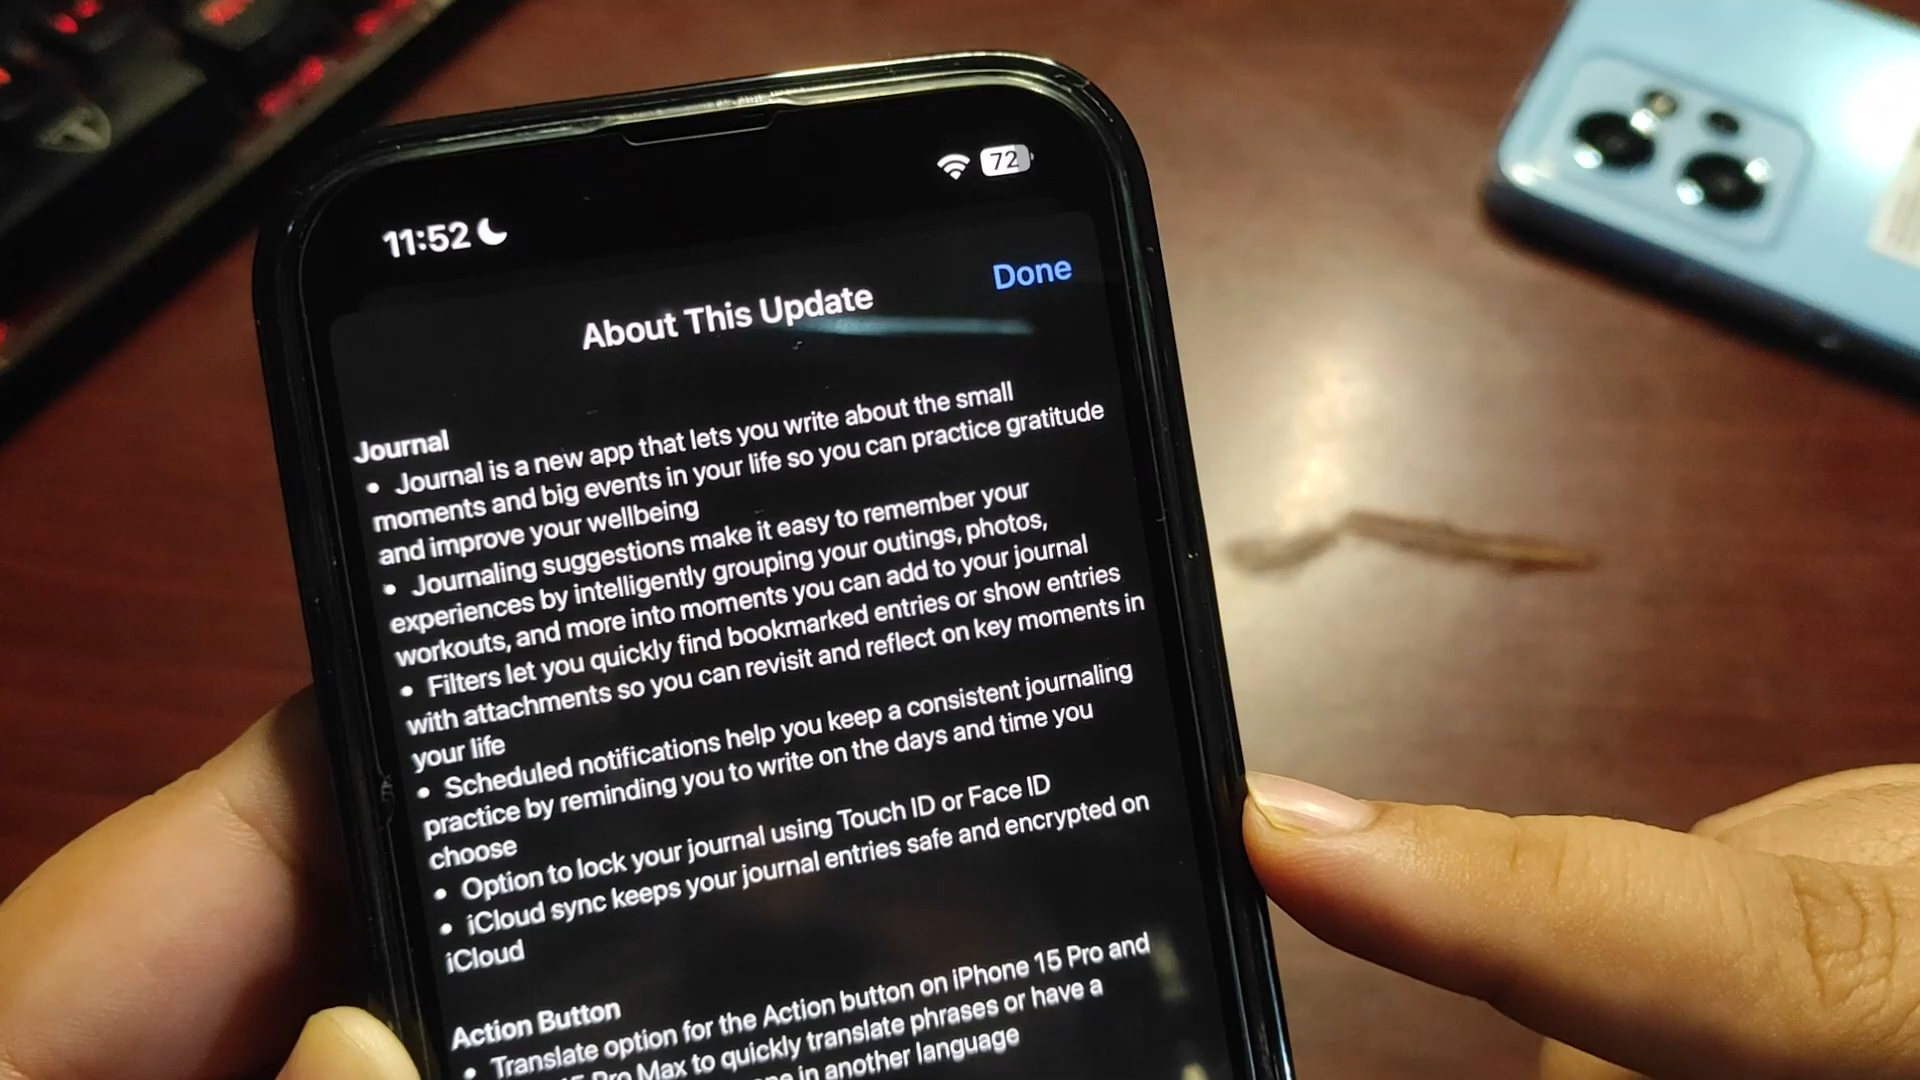 11:52
72
Done
About This Update
Journal
• Journal is a new app that lets you write about the small
moments and big events in your life so you can practice gratitude
and improve your wellbeing
• Journaling suggestions make it easy to remember your
experiences by intelligently grouping your outings, photos,
workouts, and more into moments you can add to your journal
• Filters let you quickly find bookmarked entries or show entries
with attachments so you can revisit and reflect on key moments in
your life
• Scheduled notifications help you keep a consistent journaling
practice by reminding you to write on the days and time you
choose
• Option to lock your journal using Touch ID or Face ID
• iCloud sync keeps your journal entries safe and encrypted on
iCloud
Action Button
• Translate option for the Action button on iPhone 15 Pro and
Pro Max to quickly translate phrases or have a
in another language